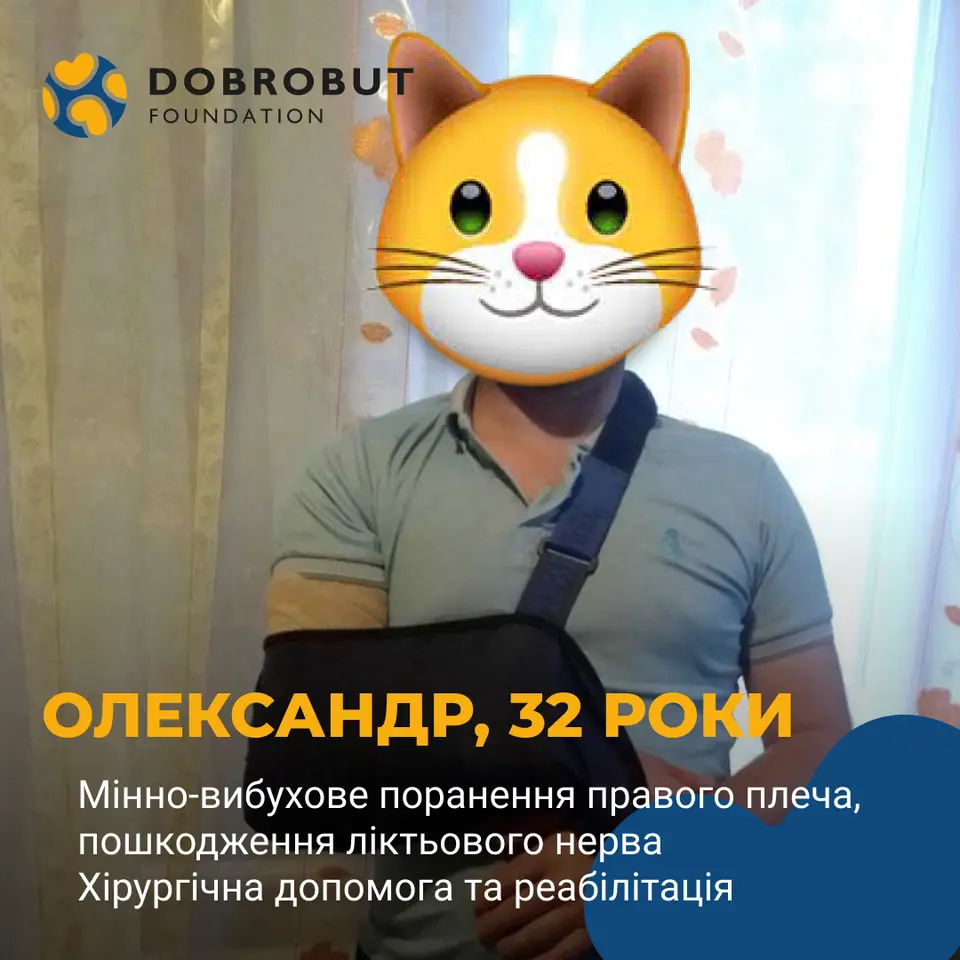 DOBROBUT
FOUNDATION
ОЛЕКСАНДР, 32 РОКИ
Мінно-вибухове поранення правого плеча,
пошкодження ліктьового нерва
Хірургічна допомога та реабілітація